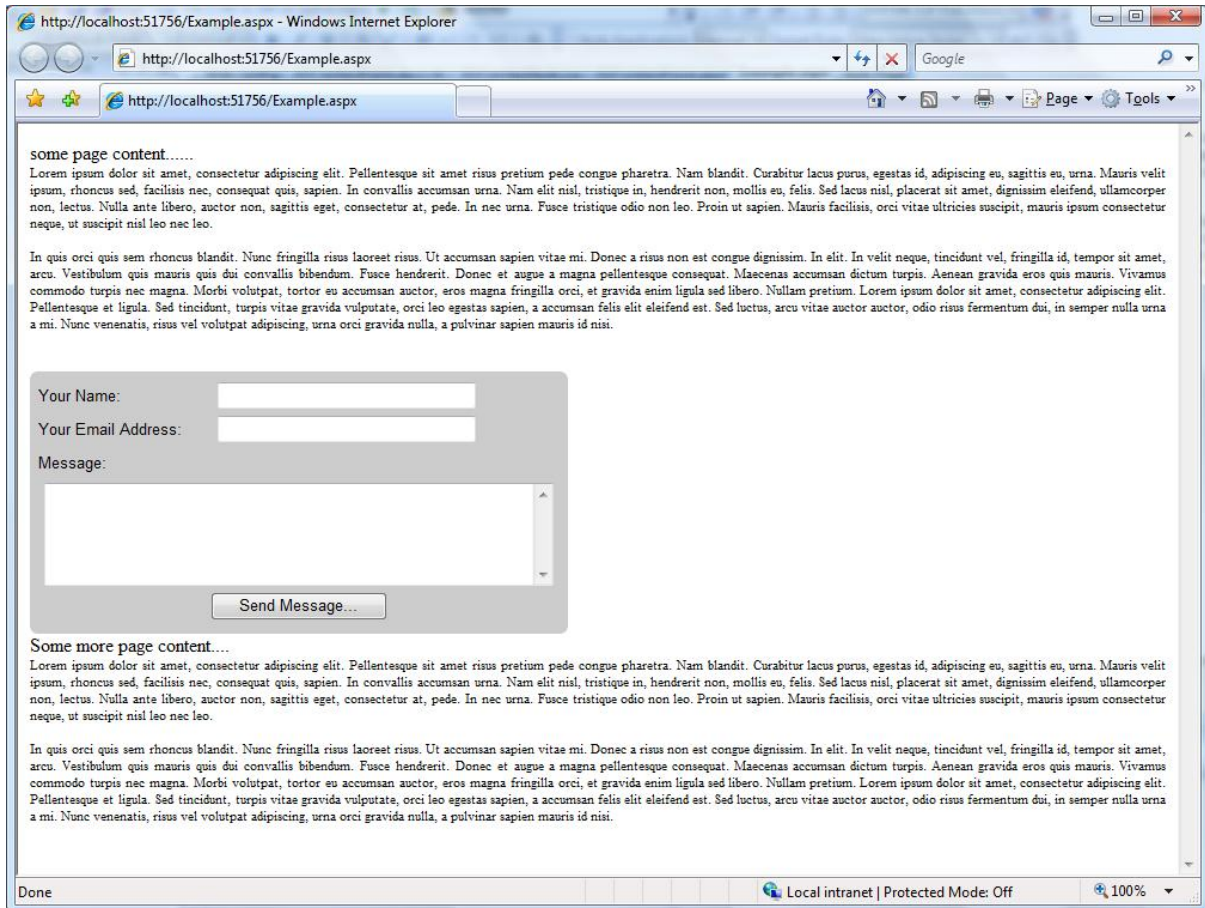 http://localhost:51756/Example.aspx - Windows Internet Explorer
http://localhost:51756/Example.aspx
Google
http://localhost:51756/Example.aspx
Page
Tools
some page content......
Lorem ipsum dolor sit amet, consectetur adipiscing elit. Pellentesque sit amet risus pretium pede congue pharetra. Nam blandit. Curabitur lacus purus, egestas id, adipiscing eu, sagittis eu, urna. Mauris velit
ipsum, rhoncus sed, facilisis nec, consequat quis, sapien. In convallis accumsan urna. Nam elit nisl, tristique in, hendrerit non, mollis eu, felis. Sed lacus nisl, placerat sit amet, dignissim eleifend, ullamcorper
non, lectus. Nulla ante libero, auctor non, sagittis eget, consectetur at, pede. In nec urna. Fusce tristique odio non leo. Proin ut sapien. Mauris facilisis, orci vitae ultricies suscipit, mauris ipsum consectetur
neque, ut suscipit nisl leo nec leo.
In quis orci quis sem rhoncus blandit. Nunc fringilla risus laoreet risus. Ut accumsan sapien vitae mi. Donec a risus non est congue dignissim. In elit. In velit neque, tincidunt vel, fringilla id, tempor sit amet,
arcu. Vestibulum quis mauris quis dui convallis bibendum. Fusce hendrerit. Donec et augue a magna pellentesque consequat. Maecenas accumsan dictum turpis. Aenean gravida eros quis mauris. Vivamus
commodo turpis nec magna. Morbi volutpat, tortor eu accumsan auctor, eros magna fringilla orci, et gravida enim ligula sed libero. Nullam pretium. Lorem ipsum dolor sit amet, consectetur adipiscing elit.
Pellentesque et ligula. Sed tincidunt, turpis vitae gravida vulputate, orci leo egestas sapien, a accumsan felis elit eleifend est. Sed luctus, arcu vitae auctor auctor, odio risus fermentum dui, in semper nulla urna
a mi. Nunc venenatis, risus vel volutpat adipiscing, urna orci gravida nulla, a pulvinar sapien mauris id nisi.
Your Name:
Your Email Address:
Message:
Send Message...
Some more page content....
Lorem ipsum dolor sit amet, consectetur adipiscing elit. Pellentesque sit amet risus pretium pede congue pharetra. Nam blandit. Curabitur lacus purus, egestas id, adipiscing eu, sagittis eu, urna. Mauris velit
ipsum, rhoncus sed, facilisis nec, consequat quis, sapien. In convallis accumsan urna. Nam elit nisl, tristique in, hendrerit non, mollis eu, felis. Sed lacus nisl, placerat sit amet, dignissim eleifend, ullamcorper
non, lectus. Nulla ante libero, auctor non, sagittis eget, consectetur at, pede. In nec urna. Fusce tristique odio non leo. Proin ut sapien. Mauris facilisis, orci vitae ultricies suscipit, mauris ipsum consectetur
neque, ut suscipit nisl leo nec leo.
In quis orci quis sem rhoncus blandit. Nunc fringilla risus laoreet risus. Ut accumsan sapien vitae mi. Donec a risus non est congue dignissim. In elit. In velit neque, tincidunt vel, fringilla id, tempor sit amet,
arcu. Vestibulum quis mauris quis dui convallis bibendum. Fusce hendrerit. Donec et augue a magna pellentesque consequat. Maecenas accumsan dictum turpis. Aenean gravida eros quis mauris. Vivamus
commodo turpis nec magna. Morbi volutpat, tortor eu accumsan auctor, eros magna fringilla orci, et gravida enim ligula sed libero. Nullam pretium. Lorem ipsum dolor sit amet, consectetur adipiscing elit.
Pellentesque et ligula. Sed tincidunt, turpis vitae gravida vulputate, orci leo egestas sapien, a accumsan felis elit eleifend est. Sed luctus, arcu vitae auctor auctor, odio risus fermentum dui, in semper nulla urna
a mi. Nunc venenatis, risus vel volutpat adipiscing, urna orci gravida nulla, a pulvinar sapien mauris id nisi.
Done
Local intranet | Protected Mode: Off
100%